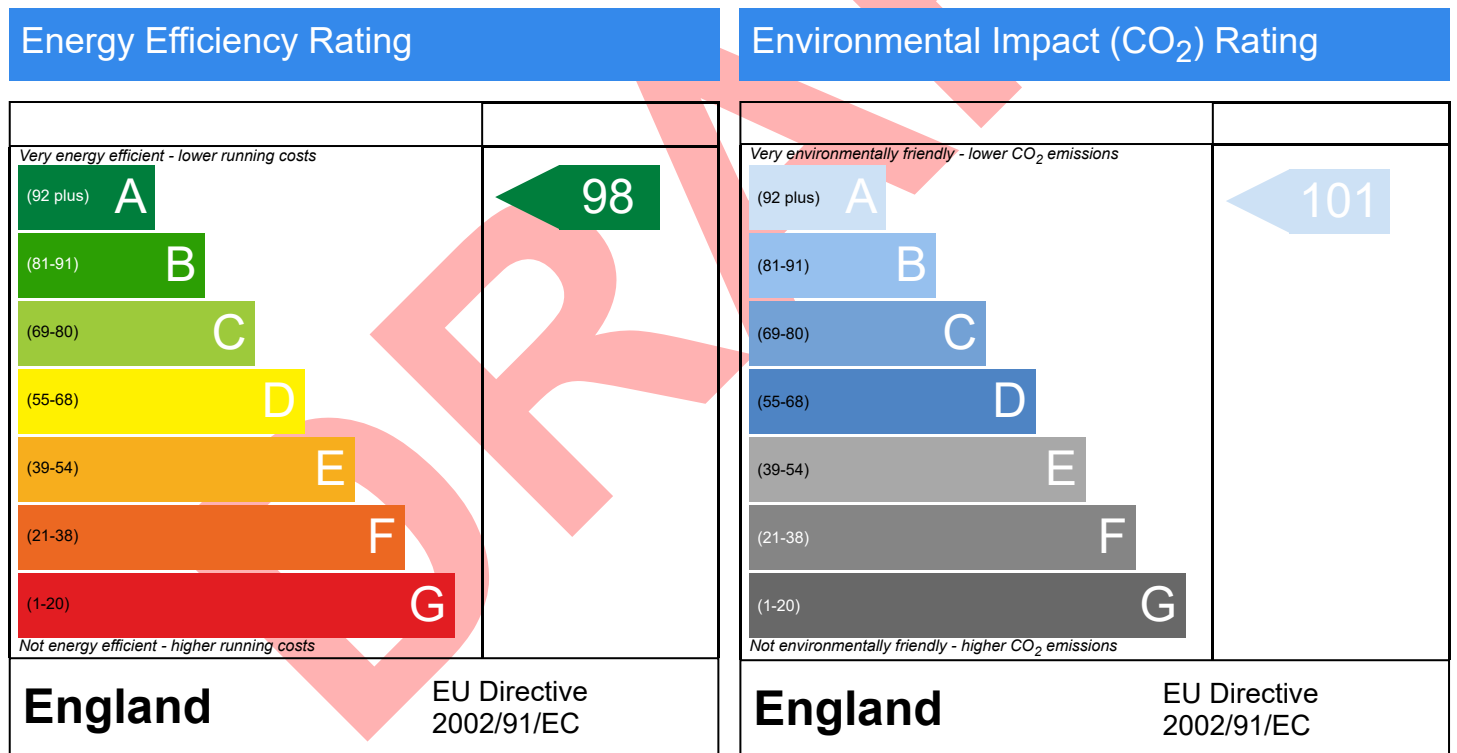 Energy Efficiency Rating
Very energy efficient - lower running costs
(92 plus) A
98
(81-91) B
(69-80) C
(55-68) D
(39-54) E
(21-38) F
(1-20) G
Not energy efficient - higher running costs
England
EU Directive
2002/91/EC
Environmental Impact (CO₂) Rating
Very environmentally friendly - lower CO₂ emissions
(92 plus) A
101
(81-91) B
(69-80) C
(55-68) D
(39-54) E
(21-38) F
(1-20) G
Not environmentally friendly - higher CO₂ emissions
England
EU Directive
2002/91/EC